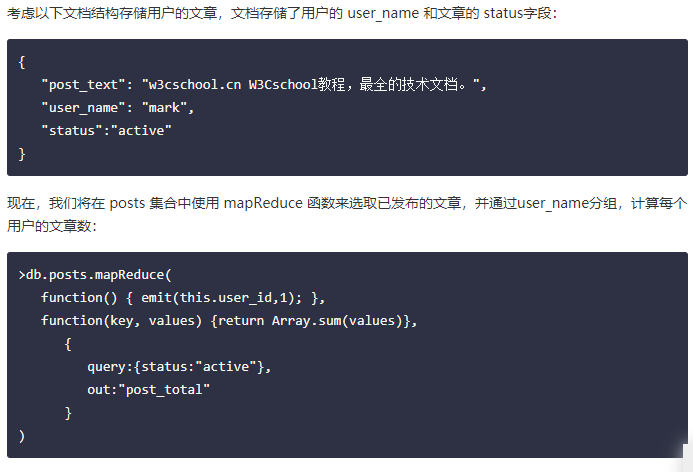 考虑以下文档结构存储用户的文章，文档存储了用户的 user_name 和文章的 status字段：
{
   "post_text": "w3cschool.cn W3Cschool教程，最全的技术文档。",
   "user_name": "mark",
   "status":"active"
}
现在，我们将在 posts 集合中使用 mapReduce 函数来选取已发布的文章，并通过user_name分组，计算每个
用户的文章数：
>db.posts.mapReduce(
   function() { emit(this.user_id,1); },
   function(key, values) {return Array.sum(values)},
      {
         query:{status:"active"},
         out:"post_total"
      }
)